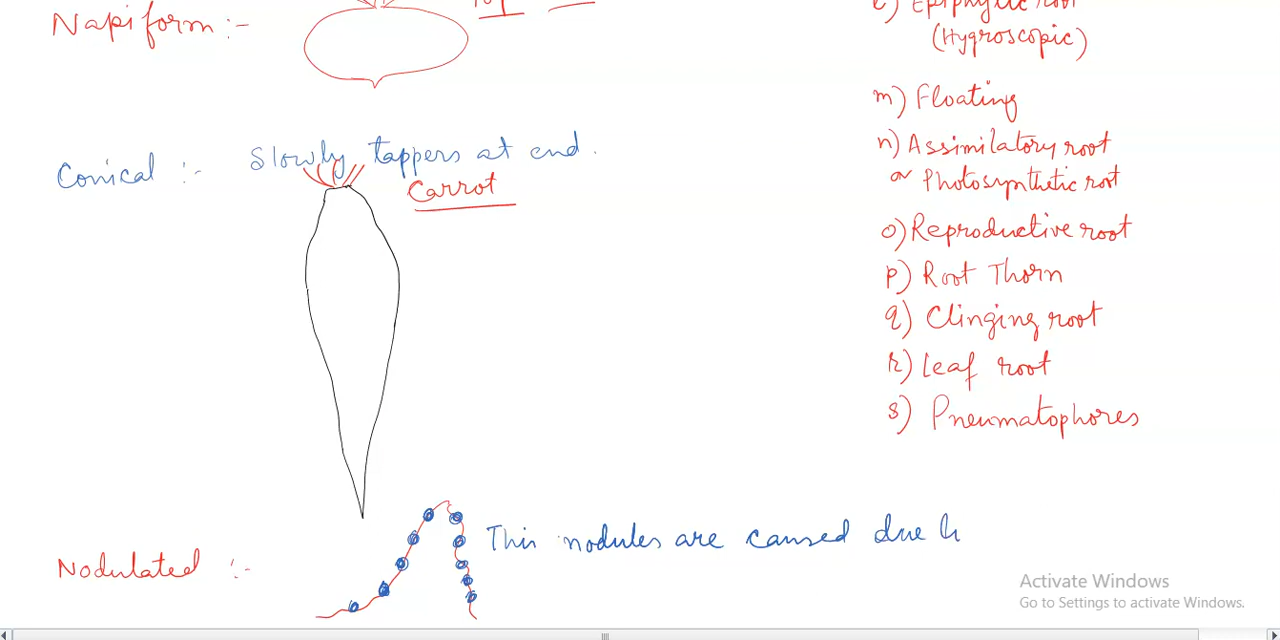 Napiform :-
Conical :- Slowly tappers at end.
Carrot
Nodulated :-
This nodules are caused due
(Hygroscopic)
m) Floating
n) Assimilatory root
or Photosynthetic root
o) Reproductive root
p) Root Thorn
q) Clinging root
r) Leaf root
s) Pneumatophores
Activate Windows
Go to Settings to activate Windows.